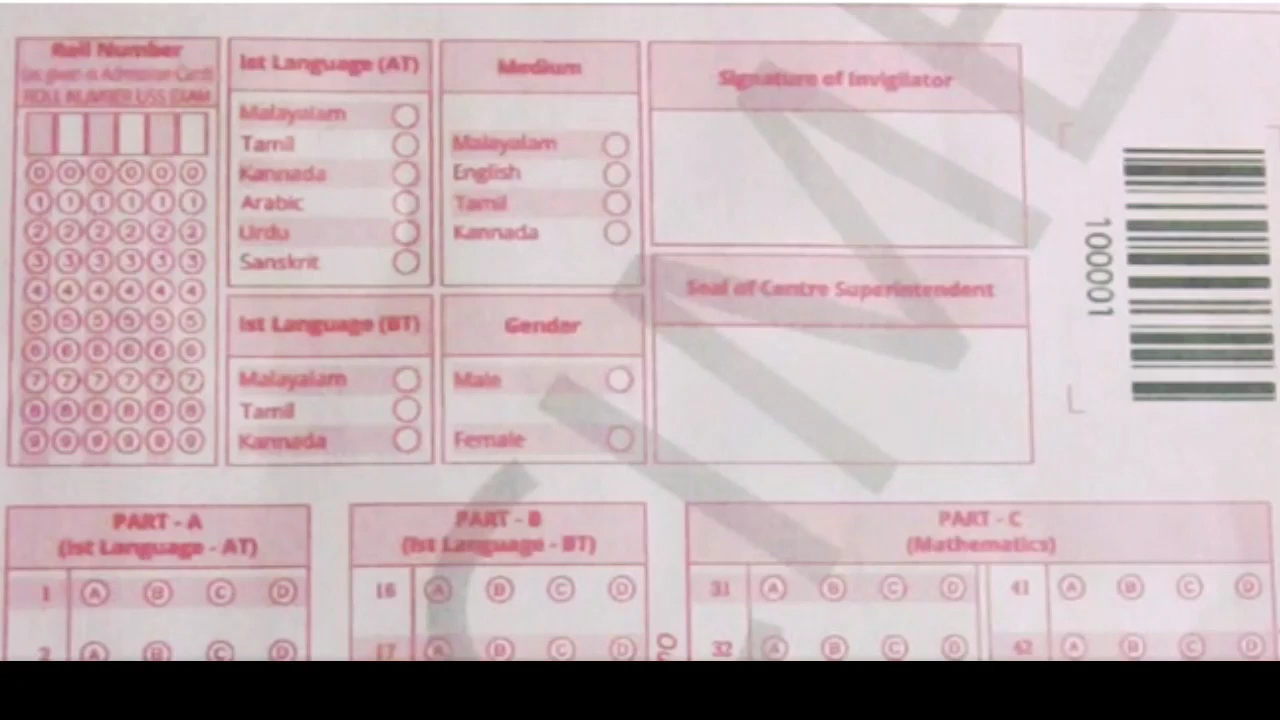 Roll Number
(as given in Admission Card)
ROLL NUMBER USS EXAM
0 0 0 0 0 0
1 1 1 1 1 1
2 2 2 2 2 2
3 3 3 3 3 3
4 4 4 4 4 4
5 5 5 5 5 5
6 6 6 6 6 6
7 7 7 7 7 7
8 8 8 8 8 8
9 9 9 9 9 9
Ist Language (AT)
Malayalam
Tamil
Kannada
Arabic
Urdu
Sanskrit
Ist Language (BT)
Malayalam
Tamil
Kannada
Medium
Malayalam
English
Tamil
Kannada
Gender
Male
Female
Signature of Invigilator
Seal of Centre Superintendent
10001
PART - A
(Ist Language - AT)
1 A B C D
2 A B C D
PART - B
(Ist Language - BT)
16 A B C D
17 A B C D
PART - C
(Mathematics)
31 A B C D 41 A B C D
32 A B C D 42 A B C D